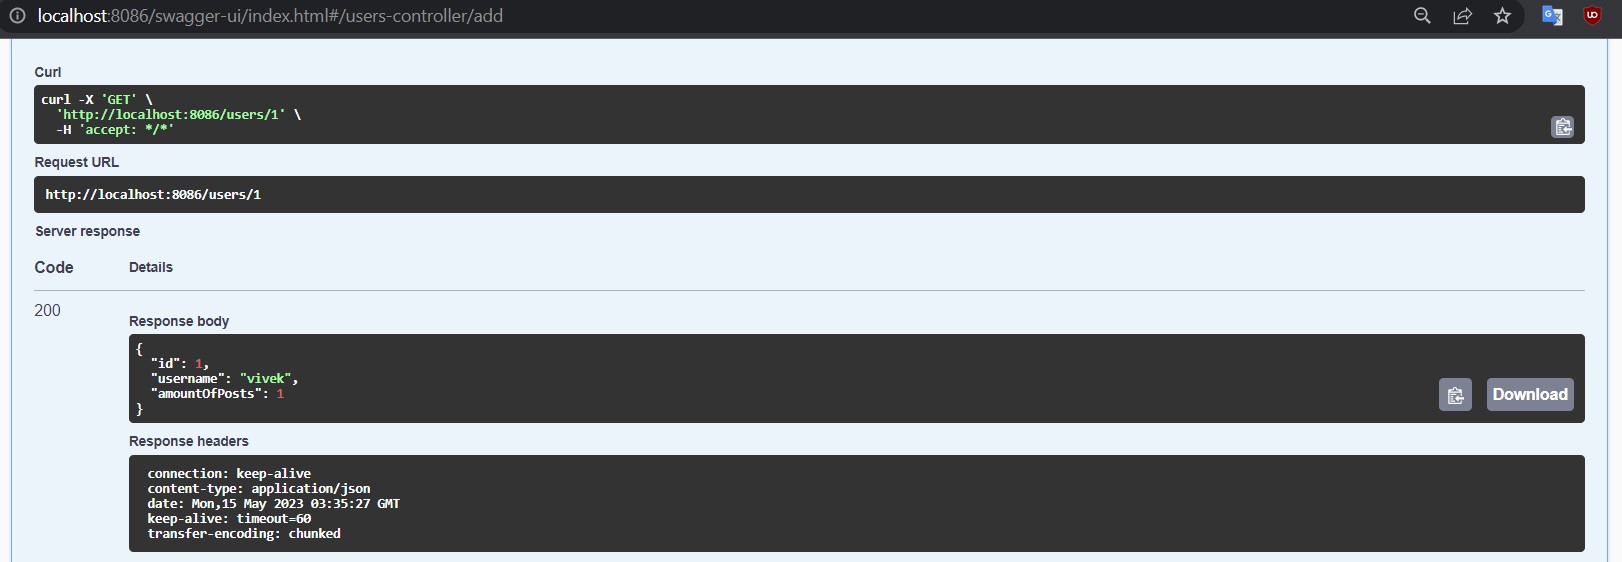 localhost:8086/swagger-ui/index.html#/users-controller/add
Curl
curl -X 'GET' \
'http://localhost:8086/users/1' \
-H 'accept: */*'
Request URL
http://localhost:8086/users/1
Server response
Code Details
200
Response body
{
"id": 1,
"username": "vivek",
"amountOfPosts": 1
}
Download
Response headers
connection: keep-alive
content-type: application/json
date: Mon,15 May 2023 03:35:27 GMT
keep-alive: timeout=60
transfer-encoding: chunked